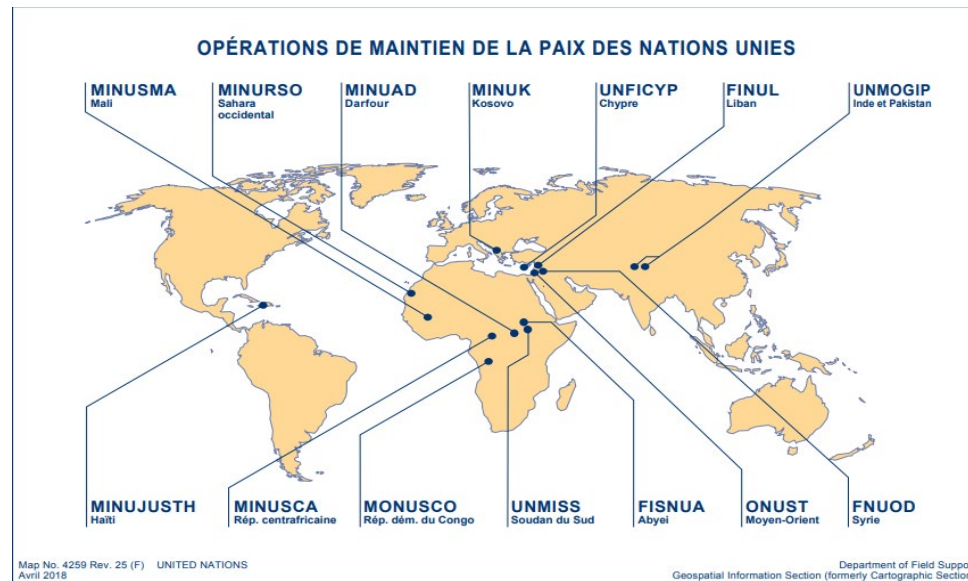 OPÉRATIONS DE MAINTIEN DE LA PAIX DES NATIONS UNIES
MINUSMA
Mali
MINURSO
Sahara
occidental
MINUAD
Darfour
MINUK
Kosovo
UNFICYP
Chypre
FINUL
Liban
UNMOGIP
Inde et Pakistan
MINUJUSTH
Haïti
MINUSCA
Rép. centrafricaine
MONUSCO
Rép. dém. du Congo
UNMISS
Soudan du Sud
FISNUA
Abyei
ONUST
Moyen-Orient
FNUOD
Syrie
Map No. 4259 Rev. 25 (F) UNITED NATIONS
Avril 2018
Department of Field Suppo
Geospatial Information Section (formerly Cartographic Section